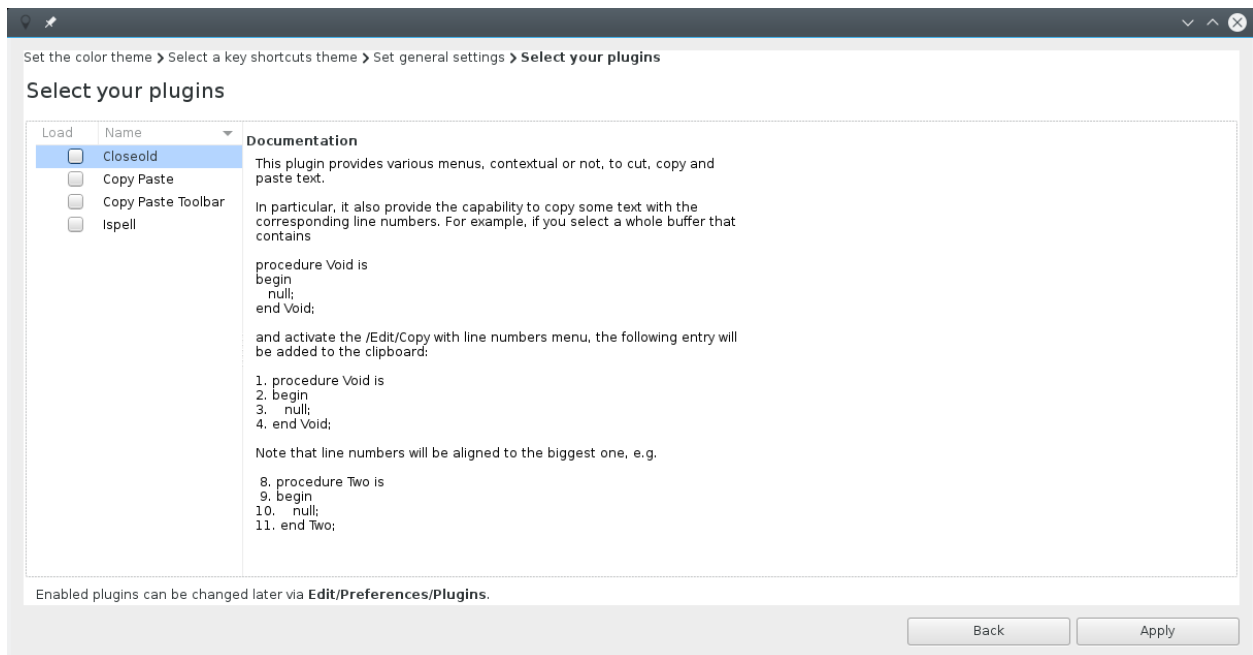 Set the color theme ❯ Select a key shortcuts theme ❯ Set general settings ❯ Select your plugins
Select your plugins
Load Name
Closeold
Copy Paste
Copy Paste Toolbar
Ispell
Documentation
This plugin provides various menus, contextual or not, to cut, copy and
paste text.
In particular, it also provide the capability to copy some text with the
corresponding line numbers. For example, if you select a whole buffer that
contains
procedure Void is
begin
null;
end Void;
and activate the /Edit/Copy with line numbers menu, the following entry will
be added to the clipboard:
1. procedure Void is
2. begin
3. null;
4. end Void;
Note that line numbers will be aligned to the biggest one, e.g.
8. procedure Two is
9. begin
10. null;
11. end Two;
Enabled plugins can be changed later via Edit/Preferences/Plugins.
Back
Apply